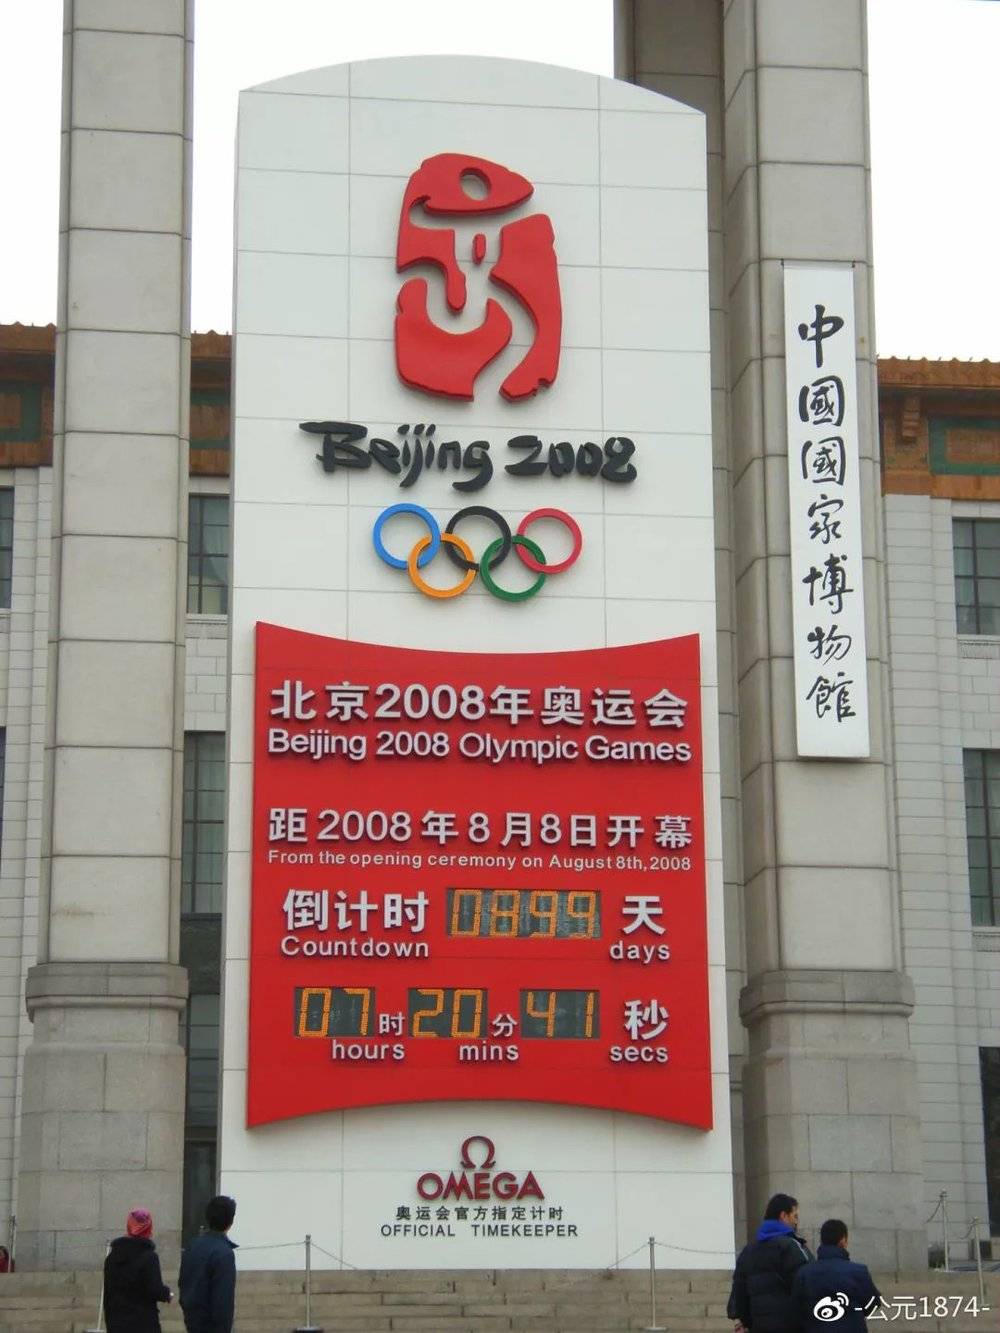 Beijing 2008
北京2008年奥运会
Beijing 2008 Olympic Games
距2008年8月8日开幕
From the opening ceremony on August 8th,2008
倒计时 0899 天
Countdown days
07 时 20 分 41 秒
hours mins secs
Ω
OMEGA
奥运会官方指定计时
OFFICIAL TIMEKEEPER
中國國家博物館
-公元1874-